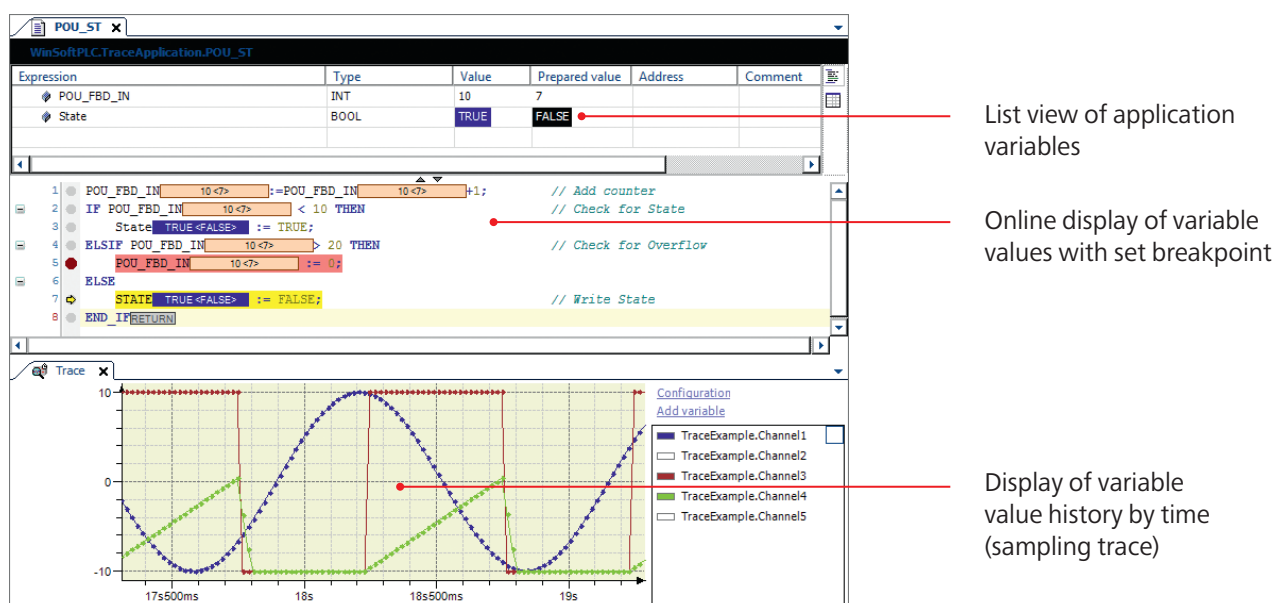 POU_ST x
WinSoftPLC.TraceApplication.POU_ST
Expression Type Value Prepared value Address Comment
POU_FBD_IN INT 10 7
State BOOL TRUE FALSE
List view of application
variables
1 POU_FBD_IN 10 <7> :=POU_FBD_IN 10 <7> +1; // Add counter
2 IF POU_FBD_IN 10 <7> < 10 THEN // Check for State
3 State TRUE <FALSE> := TRUE;
4 ELSIF POU_FBD_IN 10 <7> > 20 THEN // Check for Overflow
5 POU_FBD_IN 10 <7> := 0;
6 ELSE
7 STATE TRUE <FALSE> := FALSE; // Write State
8 END_IF RETURN
Online display of variable
values with set breakpoint
Trace x
10
0
-10
17s500ms 18s 18s500ms 19s
Configuration
Add variable
TraceExample.Channel1
TraceExample.Channel2
TraceExample.Channel3
TraceExample.Channel4
TraceExample.Channel5
Display of variable
value history by time
(sampling trace)